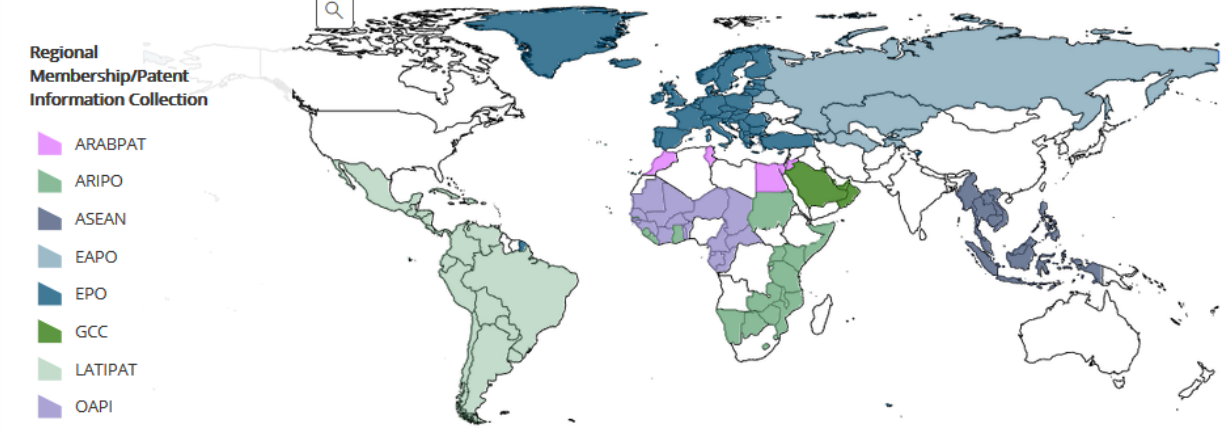 Regional
Membership/Patent
Information Collection
ARABPAT
ARIPO
ASEAN
EAPO
EPO
GCC
LATIPAT
OAPI